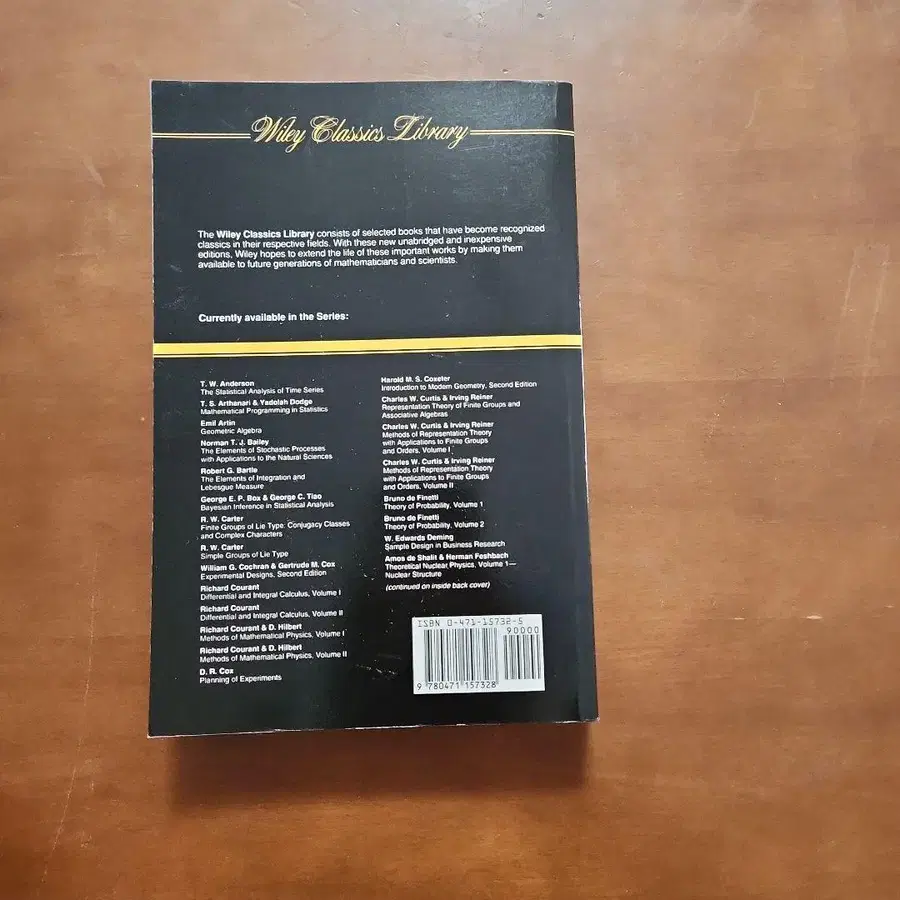 Wiley Classics Library
The Wiley Classics Library consists of selected books that have become recognized
classics in their respective fields. With these new unabridged and inexpensive
editions, Wiley hopes to extend the life of these important works by making them
available to future generations of mathematicians and scientists.
Currently available in the Series:
T. W. Anderson
The Statistical Analysis of Time Series
T. S. Arthanari & Yadolah Dodge
Mathematical Programming in Statistics
Emil Artin
Geometric Algebra
Norman T. J. Bailey
The Elements of Stochastic Processes
with Applications to the Natural Sciences
Robert G. Bartle
The Elements of Integration and
Lebesgue Measure
George E. P. Box & George C. Tiao
Bayesian Inference in Statistical Analysis
R. W. Carter
Finite Groups of Lie Type: Conjugacy Classes
and Complex Characters
R. W. Carter
Simple Groups of Lie Type
William G. Cochran & Gertrude M. Cox
Experimental Designs, Second Edition
Richard Courant
Differential and Integral Calculus, Volume I
Richard Courant
Differential and Integral Calculus, Volume II
Richard Courant & D. Hilbert
Methods of Mathematical Physics, Volume I
Richard Courant & D. Hilbert
Methods of Mathematical Physics, Volume II
D. R. Cox
Planning of Experiments
Harold M. S. Coxeter
Introduction to Modern Geometry, Second Edition
Charles W. Curtis & Irving Reiner
Representation Theory of Finite Groups and
Associative Algebras
Charles W. Curtis & Irving Reiner
Methods of Representation Theory
with Applications to Finite Groups
and Orders, Volume I
Charles W. Curtis & Irving Reiner
Methods of Representation Theory
with Applications to Finite Groups
and Orders, Volume II
Bruno de Finetti
Theory of Probability, Volume 1
Bruno de Finetti
Theory of Probability, Volume 2
W. Edwards Deming
Sample Design in Business Research
Amos de Shalit & Herman Feshbach
Theoretical Nuclear Physics, Volume 1—
Nuclear Structure
(continued on inside back cover)
ISBN 0-471-15732-5
90000
9 780471 157328